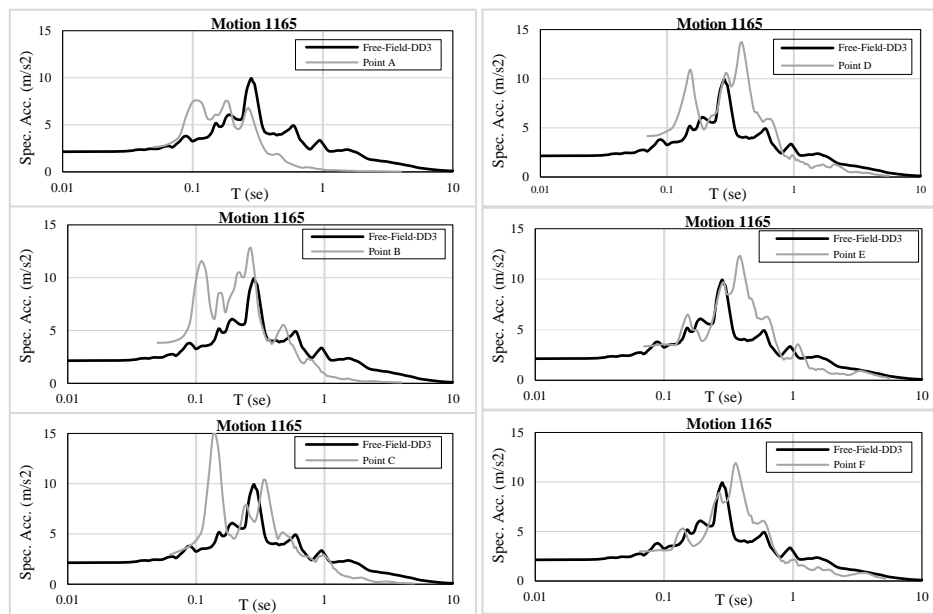 Motion 1165
Spec. Acc. (m/s2)
15
10
5
0
0.01
0.1
1
10
T (se)
Free-Field-DD3
Point A
Motion 1165
Spec. Acc. (m/s2)
15
10
5
0
0.01
0.1
1
10
T (se)
Free-Field-DD3
Point D
Motion 1165
Spec. Acc. (m/s2)
15
10
5
0
0.01
0.1
1
10
T (se)
Free-Field-DD3
Point B
Motion 1165
Spec. Acc. (m/s2)
15
10
5
0
0.01
0.1
1
10
T (se)
Free-Field-DD3
Point E
Motion 1165
Spec. Acc. (m/s2)
15
10
5
0
0.01
0.1
1
10
T (se)
Free-Field-DD3
Point C
Motion 1165
Spec. Acc. (m/s2)
15
10
5
0
0.01
0.1
1
10
T (se)
Free-Field-DD3
Point F